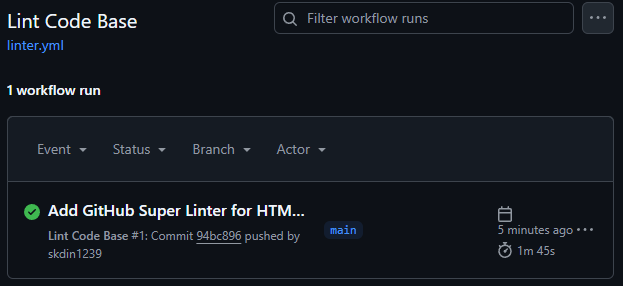 Lint Code Base
linter.yml
Filter workflow runs
1 workflow run
Event Status Branch Actor
Add GitHub Super Linter for HTM...
Lint Code Base #1: Commit 94bc896 pushed by
skdin1239
main
5 minutes ago
1m 45s